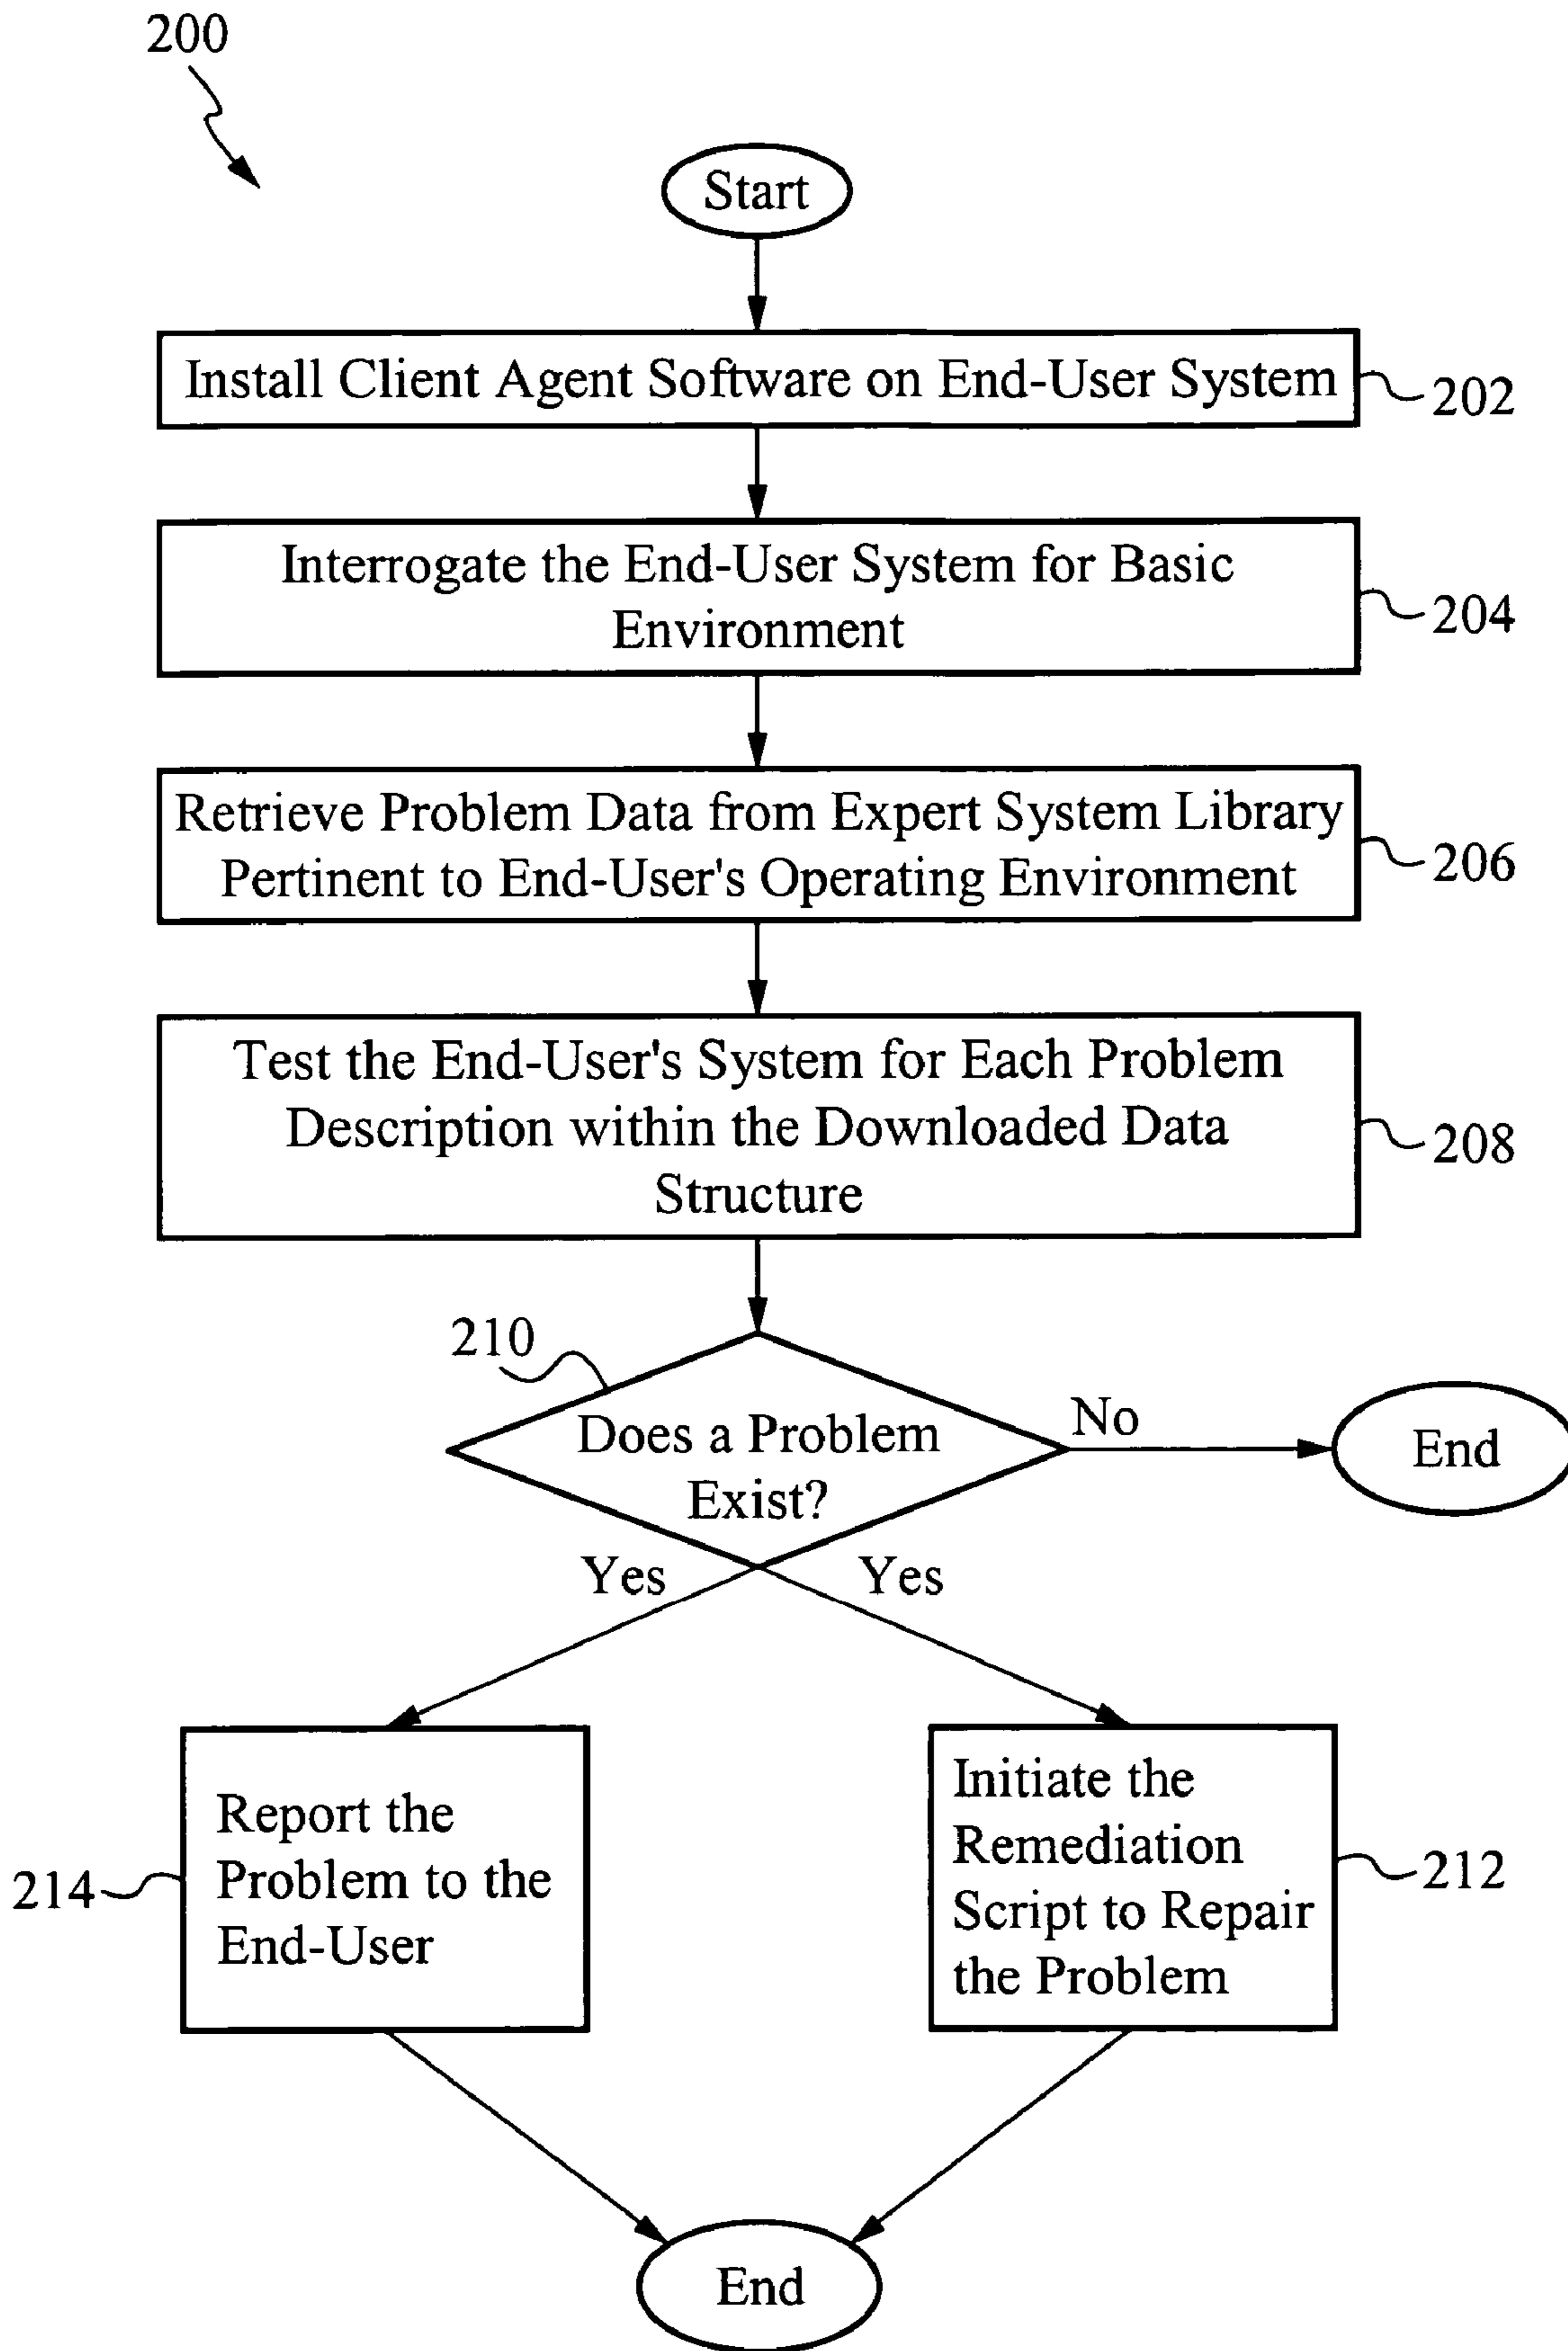 200
Start
Install Client Agent Software on End-User System
202
Interrogate the End-User System for Basic
Environment
204
Retrieve Problem Data from Expert System Library
Pertinent to End-User's Operating Environment
206
Test the End-User's System for Each Problem
Description within the Downloaded Data
Structure
208
210
Does a Problem
Exist?
No
End
Yes
Yes
Report the
Problem to the
End-User
214
Initiate the
Remediation
Script to Repair
the Problem
212
End